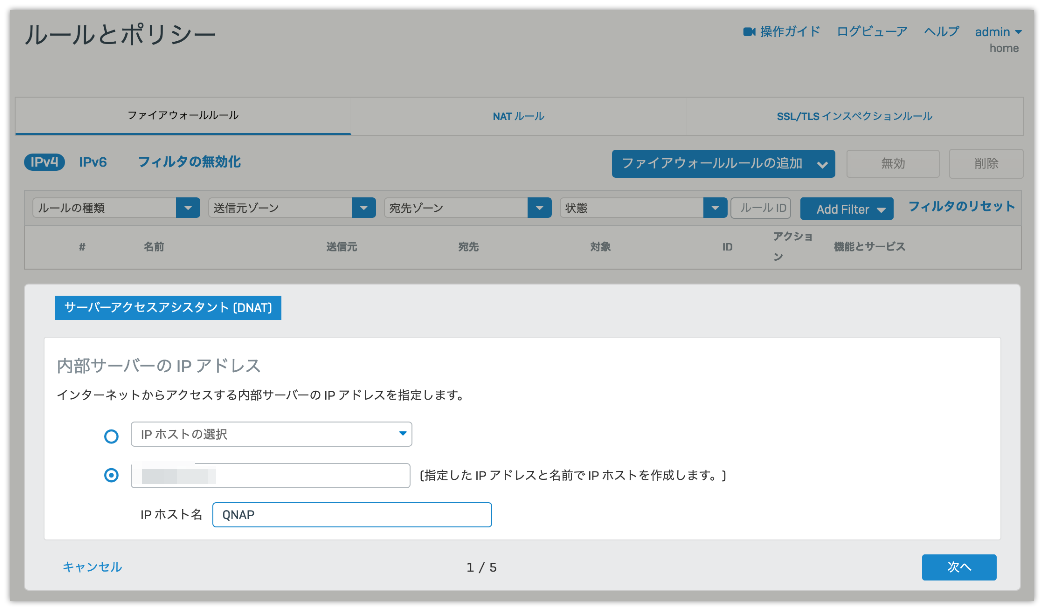 ルールとポリシー
操作ガイド ログビューア ヘルプ admin
home
ファイアウォールルール NAT ルール SSL/TLS インスペクションルール
IPv4 IPv6 フィルタの無効化 ファイアウォールルールの追加 無効 削除
ルールの種類 送信元ゾーン 宛先ゾーン 状態 ルール ID Add Filter フィルタのリセット
# 名前 送信元 宛先 対象 ID アクション 機能とサービス
サーバーアクセスアシスタント (DNAT)
内部サーバーの IP アドレス
インターネットからアクセスする内部サーバーの IP アドレスを指定します。
IP ホストの選択
(指定した IP アドレスと名前で IP ホストを作成します。)
IP ホスト名 QNAP
キャンセル 1 / 5 次へ